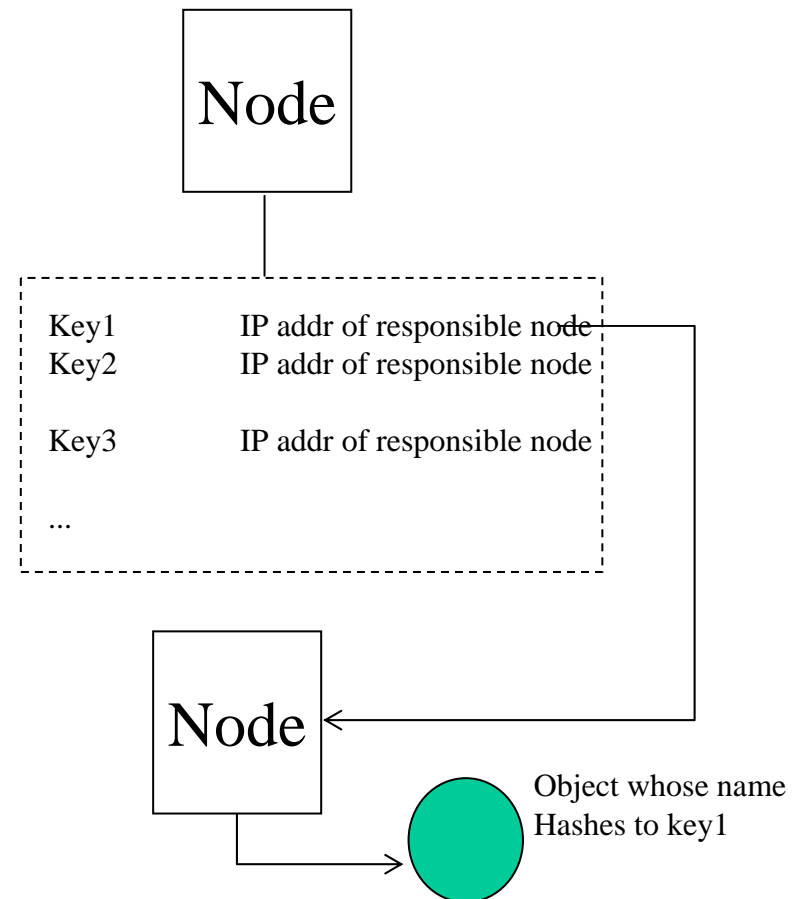 Node
Key1 IP addr of responsible node
Key2 IP addr of responsible node
Key3 IP addr of responsible node
...
Node
Object whose name
Hashes to key1